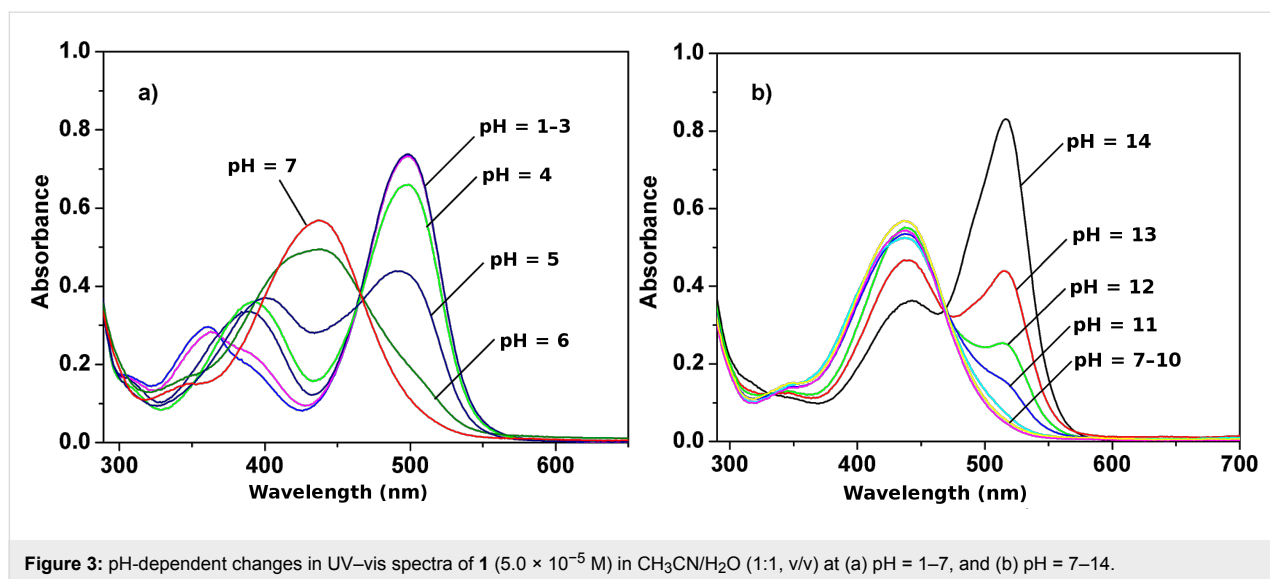 a)
1.0
0.8
0.6
0.4
0.2
0.0
Absorbance
300
400
500
600
Wavelength (nm)
pH = 7
pH = 1–3
pH = 4
pH = 5
pH = 6
b)
1.0
0.8
0.6
0.4
0.2
0.0
Absorbance
300
400
500
600
700
Wavelength (nm)
pH = 14
pH = 13
pH = 12
pH = 11
pH = 7-10
Figure 3: pH-dependent changes in UV–vis spectra of 1 (5.0 × 10⁻⁵ M) in CH₃CN/H₂O (1:1, v/v) at (a) pH = 1–7, and (b) pH = 7–14.